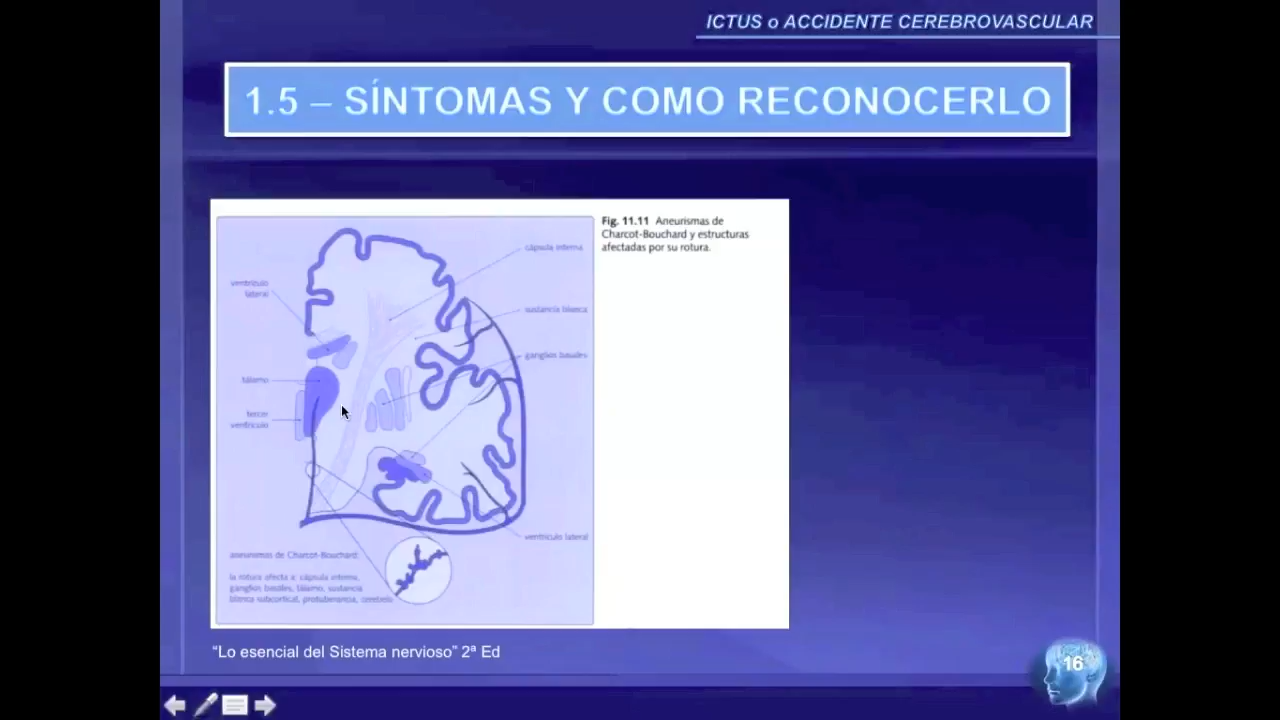 ICTUS o ACCIDENTE CEREBROVASCULAR
1.5 – SÍNTOMAS Y COMO RECONOCERLO
Fig. 11.11 Aneurismas de
Charcot-Bouchard y estructuras
afectadas por su rotura.
cápsula interna
ventrículo
lateral
sustancia blanca
ganglios basales
tálamo
tercer
ventrículo
ventrículo lateral
aneurismas de Charcot-Bouchard:
la rotura afecta a: cápsula interna,
ganglios basales, tálamo, sustancia
blanca subcortical, protuberancia, cerebelo
“Lo esencial del Sistema nervioso” 2ª Ed
16